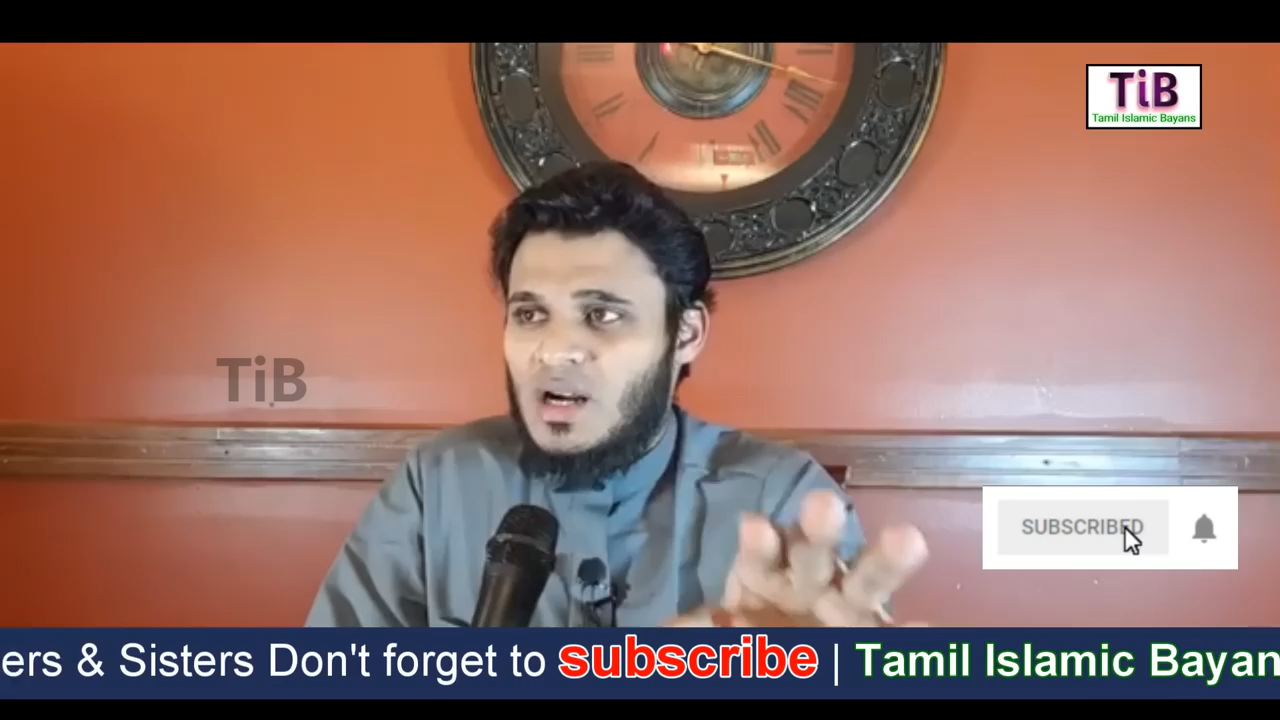 TiB
Tamil Islamic Bayans
TiB
SUBSCRIBED
ers & Sisters Don't forget to subscribe | Tamil Islamic Bayan